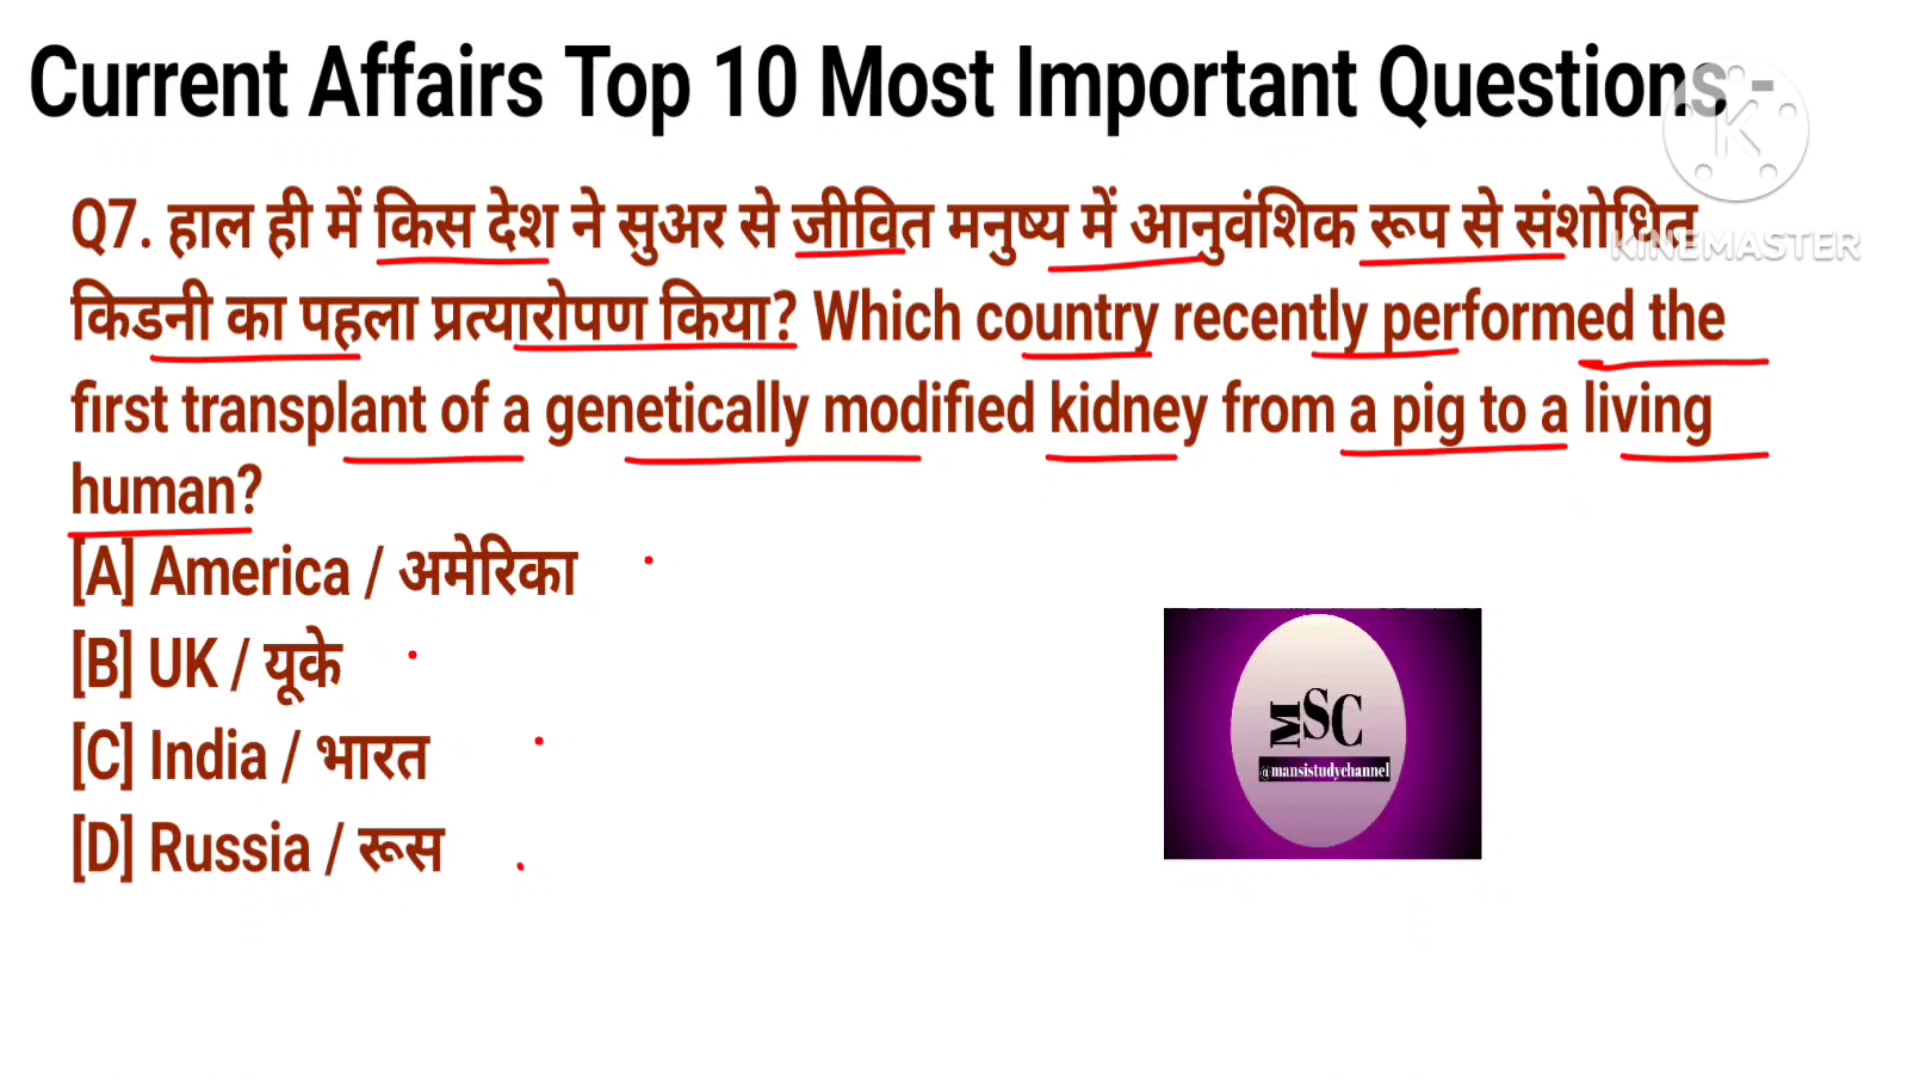 Current Affairs Top 10 Most Important Questions -
Q7. हाल ही में किस देश ने सुअर से जीवित मनुष्य में आनुवंशिक रूप से संशोधित
किडनी का पहला प्रत्यारोपण किया? Which country recently performed the
first transplant of a genetically modified kidney from a pig to a living
human?
[A] America / अमेरिका
[B] UK / यूके
[C] India / भारत
[D] Russia / रूस
K
KINEMASTER
MSC
@mansistudychannel